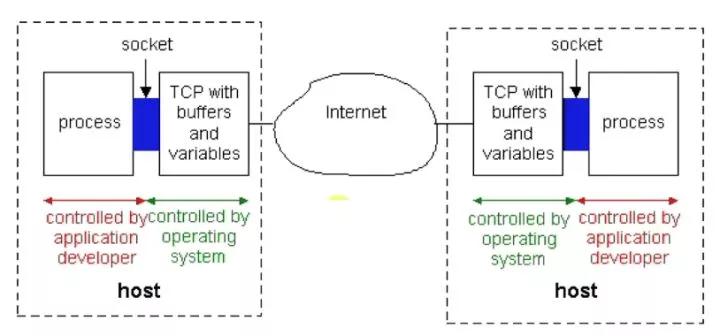 socket
process
TCP with
buffers
and
variables
controlled by
application
developer
controlled by
operating
system
host
Internet
socket
TCP with
buffers
and
variables
process
controlled by
operating
system
controlled by
application
developer
host